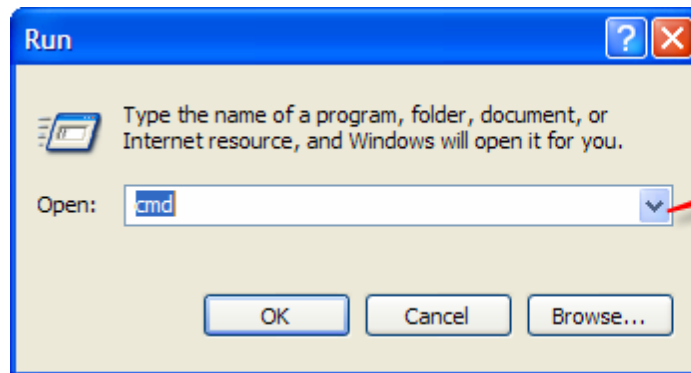 Run
Type the name of a program, folder, document, or
Internet resource, and Windows will open it for you.
Open: cmd
OK Cancel Browse...